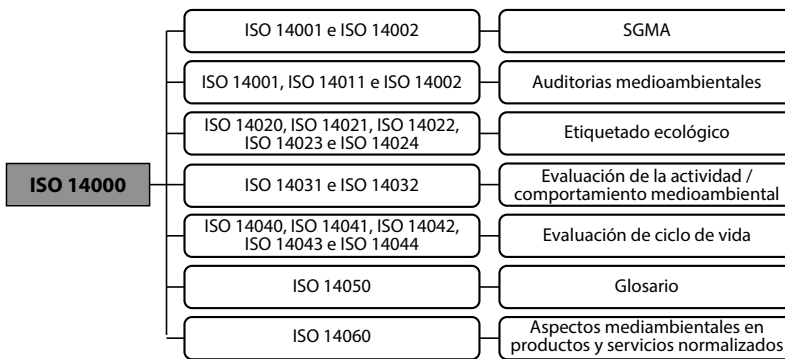 ISO 14000
ISO 14001 e ISO 14002
SGMA
ISO 14001, ISO 14011 e ISO 14002
Auditorias medioambientales
ISO 14020, ISO 14021, ISO 14022,
ISO 14023 e ISO 14024
Etiquetado ecológico
ISO 14031 e ISO 14032
Evaluación de la actividad /
comportamiento medioambiental
ISO 14040, ISO 14041, ISO 14042,
ISO 14043 e ISO 14044
Evaluación de ciclo de vida
ISO 14050
Glosario
ISO 14060
Aspectos mediambientales en
productos y servicios normalizados